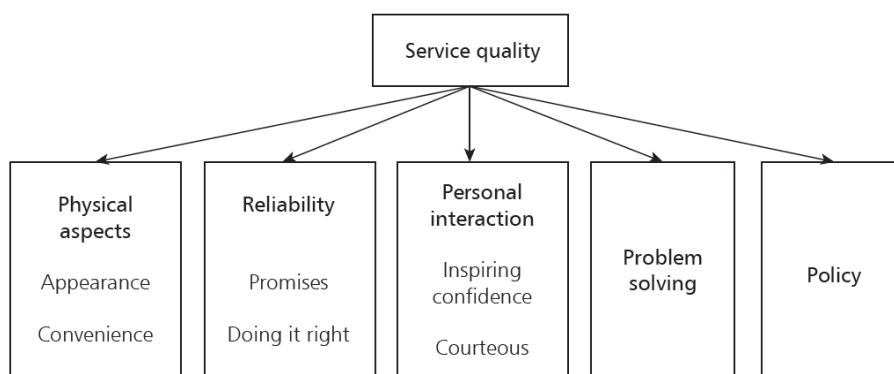 Service quality
Physical
aspects
Appearance
Convenience
Reliability
Promises
Doing it right
Personal
interaction
Inspiring
confidence
Courteous
Problem
solving
Policy